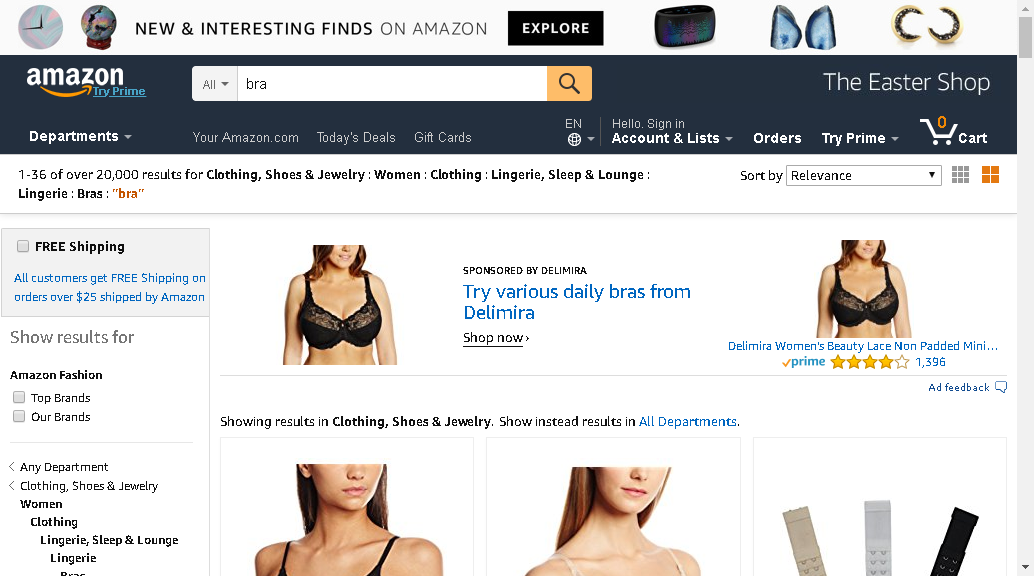 NEW & INTERESTING FINDS ON AMAZON
EXPLORE
amazon
Try Prime
All
bra
The Easter Shop
Departments
Your Amazon.com
Today's Deals
Gift Cards
EN
Hello. Sign in
Account & Lists
Orders
Try Prime
0
Cart
1-36 of over 20,000 results for Clothing, Shoes & Jewelry : Women : Clothing : Lingerie, Sleep & Lounge :
Lingerie : Bras : "bra"
Sort by
Relevance
FREE Shipping
All customers get FREE Shipping on
orders over $25 shipped by Amazon
Show results for
Amazon Fashion
Top Brands
Our Brands
Any Department
Clothing, Shoes & Jewelry
Women
Clothing
Lingerie, Sleep & Lounge
Lingerie
Bras
SPONSORED BY DELIMIRA
Try various daily bras from
Delimira
Shop now ›
Delimira Women's Beauty Lace Non Padded Mini...
prime
1,396
Ad feedback
Showing results in Clothing, Shoes & Jewelry. Show instead results in All Departments.